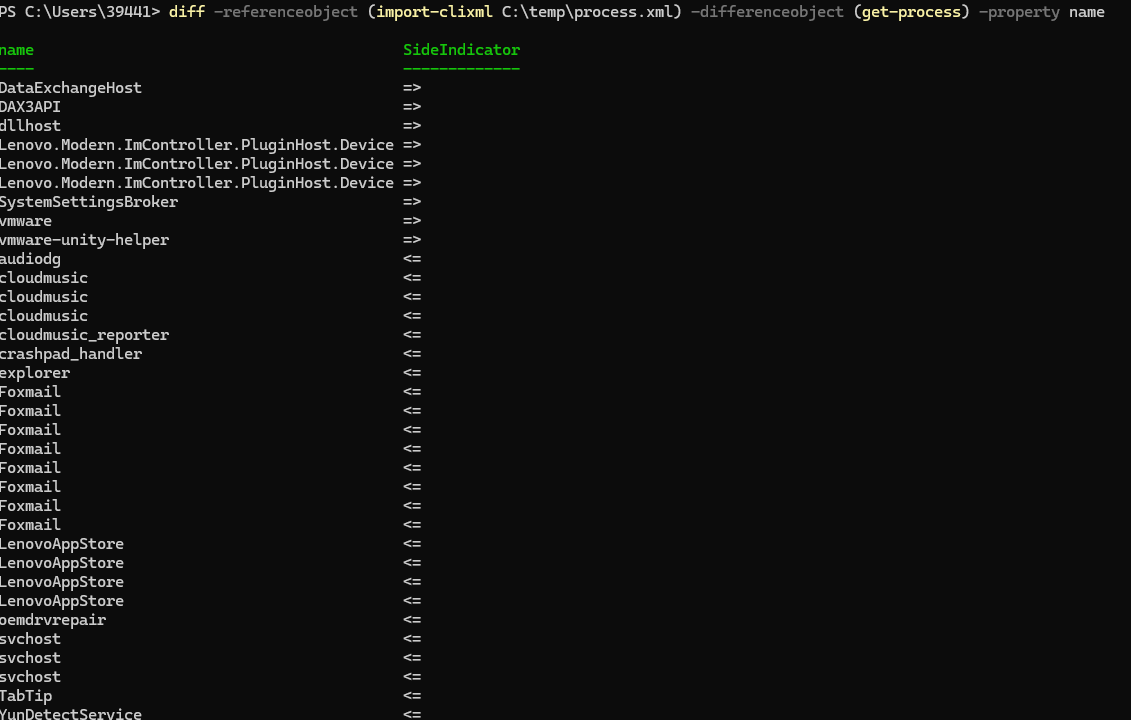 PS C:\Users\39441> diff -referenceobject (import-clixml C:\temp\process.xml) -differenceobject (get-process) -property name
name SideIndicator
---- -------------
DataExchangeHost =>
DAX3API =>
dllhost =>
Lenovo.Modern.ImController.PluginHost.Device =>
Lenovo.Modern.ImController.PluginHost.Device =>
Lenovo.Modern.ImController.PluginHost.Device =>
SystemSettingsBroker =>
vmware =>
vmware-unity-helper =>
audiodg <=
cloudmusic <=
cloudmusic <=
cloudmusic <=
cloudmusic_reporter <=
crashpad_handler <=
explorer <=
Foxmail <=
Foxmail <=
Foxmail <=
Foxmail <=
Foxmail <=
Foxmail <=
Foxmail <=
Foxmail <=
LenovoAppStore <=
LenovoAppStore <=
LenovoAppStore <=
LenovoAppStore <=
oemdrvrepair <=
svchost <=
svchost <=
svchost <=
TabTip <=
YunDetectService <=